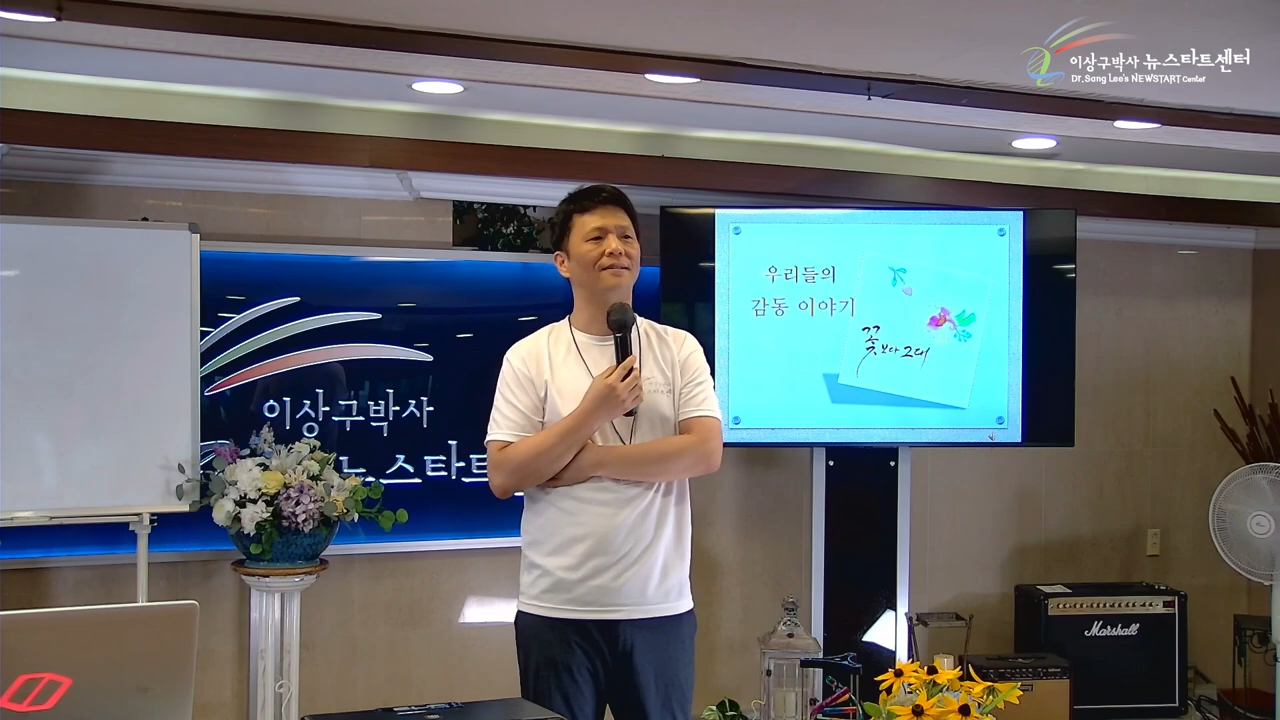 이상구박사 뉴스타트센터
Dr. Sang Lee's NEWSTART Center
우리들의
감동 이야기
꽃보다 그대
이상구박사
뉴스타트
Marshall